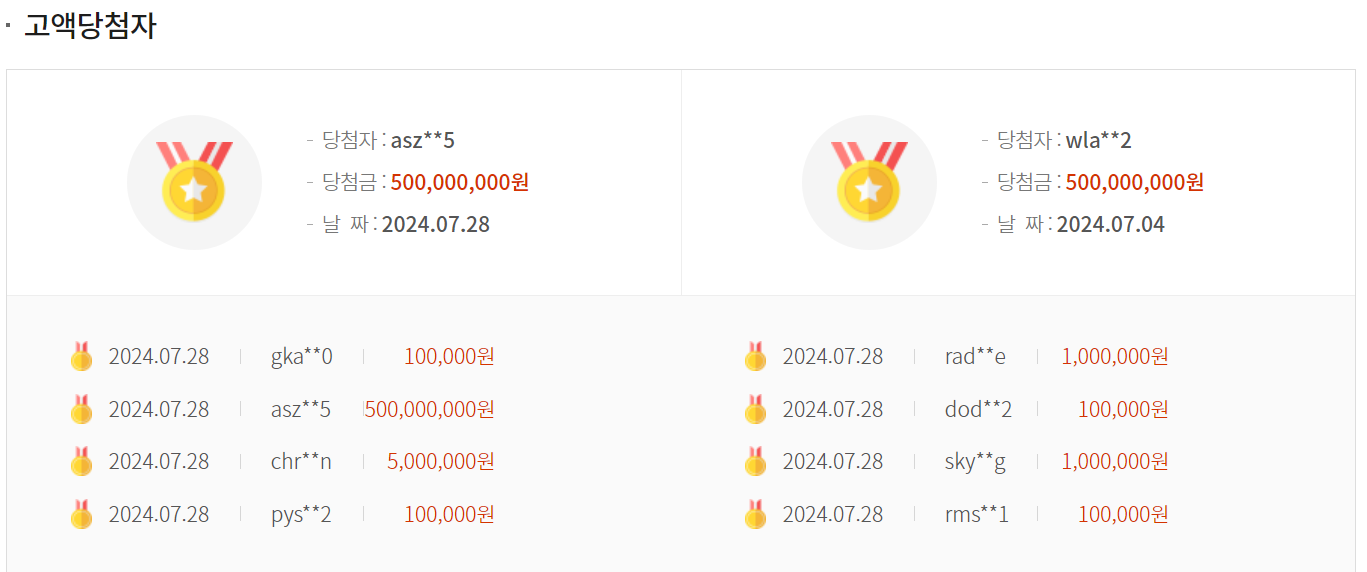 · 고액당첨자
- 당첨자 : asz**5
- 당첨금 : 500,000,000원
- 날 짜 : 2024.07.28
- 당첨자 : wla**2
- 당첨금 : 500,000,000원
- 날 짜 : 2024.07.04
2024.07.28 | gka**0 | 100,000원
2024.07.28 | asz**5 | 500,000,000원
2024.07.28 | chr**n | 5,000,000원
2024.07.28 | pys**2 | 100,000원
2024.07.28 | rad**e | 1,000,000원
2024.07.28 | dod**2 | 100,000원
2024.07.28 | sky**g | 1,000,000원
2024.07.28 | rms**1 | 100,000원